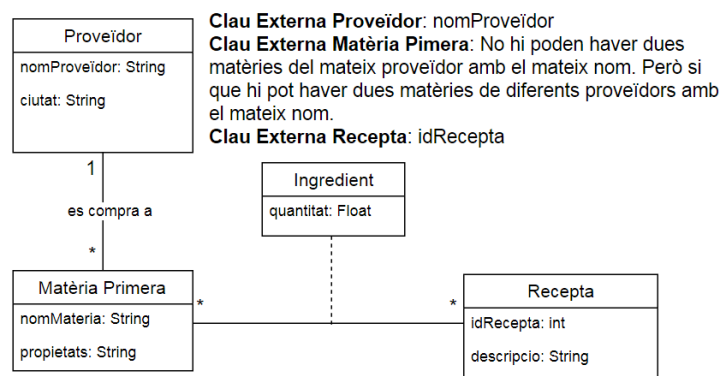 Clau Externa Proveïdor: nomProveïdor
Clau Externa Matèria Pimera: No hi poden haver dues
matèries del mateix proveïdor amb el mateix nom. Però si
que hi pot haver dues matèries de diferents proveïdors amb
el mateix nom.
Clau Externa Recepta: idRecepta
Proveïdor
nomProveïdor: String
ciutat: String
1
es compra a
*
Ingredient
quantitat: Float
Matèria Primera
nomMateria: String
propietats: String
*
*
Recepta
idRecepta: int
descripcio: String